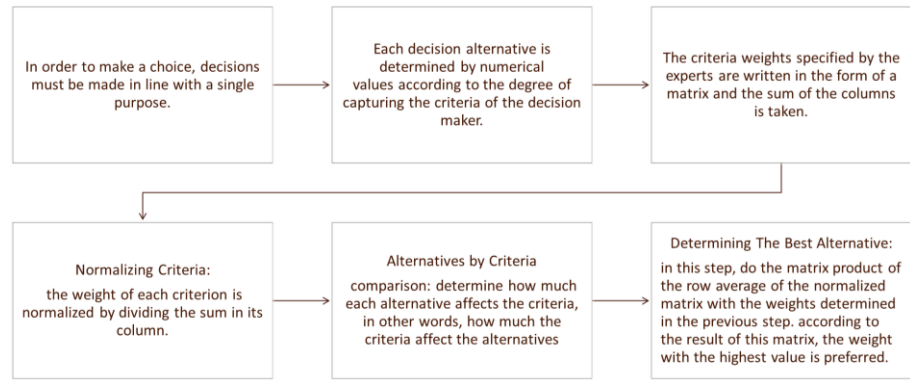 In order to make a choice, decisions
must be made in line with a single
purpose.
Each decision alternative is
determined by numerical
values according to the degree of
capturing the criteria of the decision
maker.
The criteria weights specified by the
experts are written in the form of a
matrix and the sum of the columns
is taken.
Normalizing Criteria:
the weight of each criterion is
normalized by dividing the sum in its
column.
Alternatives by Criteria
comparison: determine how much
each alternative affects the criteria,
in other words, how much the
criteria affect the alternatives
Determining The Best Alternative:
in this step, do the matrix product of
the row average of the normalized
matrix with the weights determined
in the previous step. according to
the result of this matrix, the weight
with the highest value is preferred.